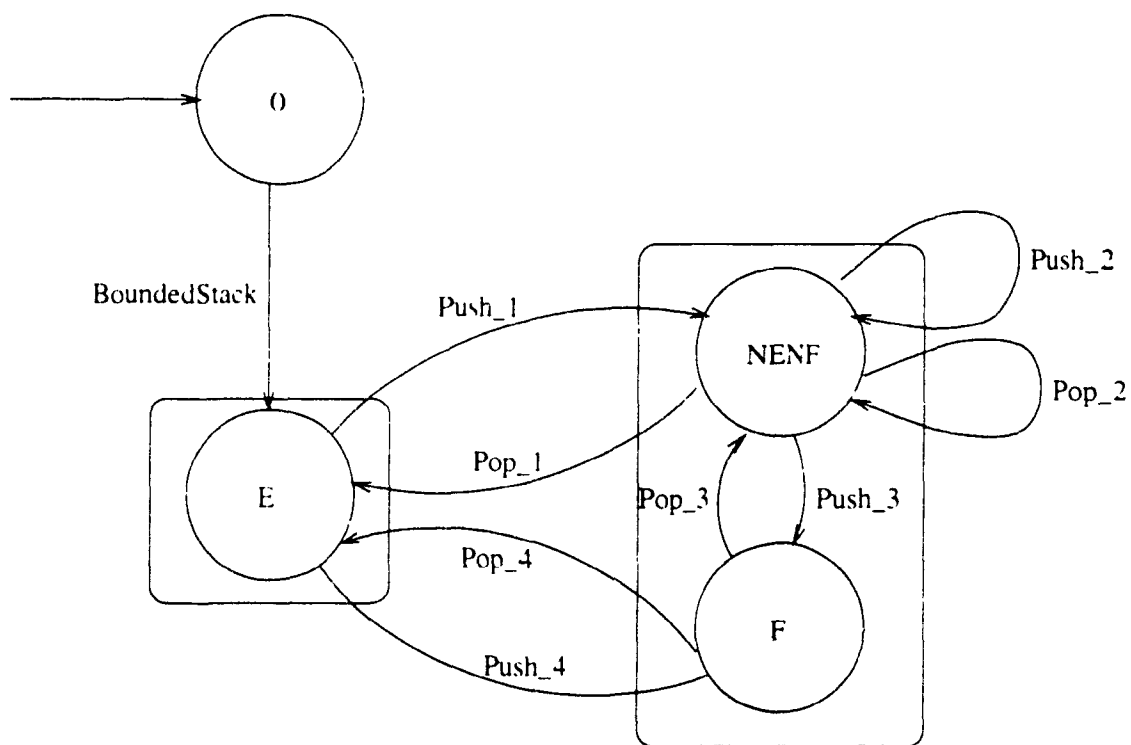 0
BoundedStack
Push_1
Push_2
NENF
Pop_2
Pop_1
E
Pop_3
Push_3
Pop_4
F
Push_4